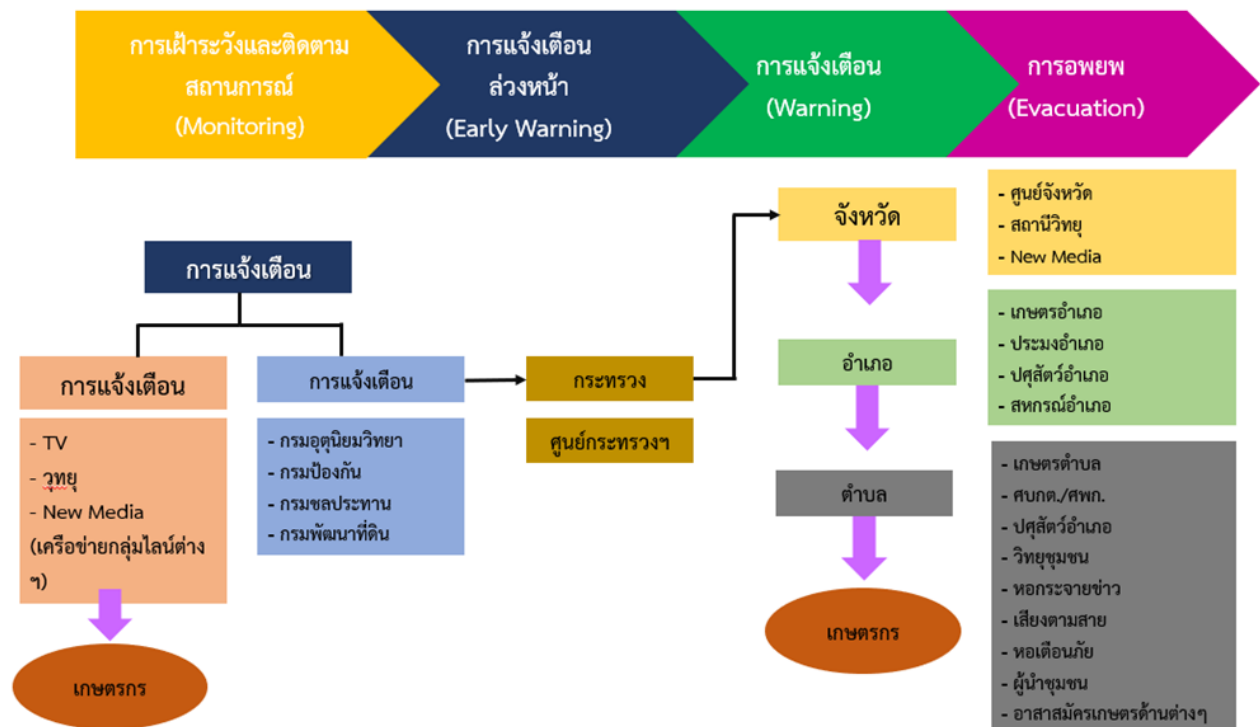 การเฝ้าระวังและติดตาม
สถานการณ์
(Monitoring)
การแจ้งเตือน
ล่วงหน้า
(Early Warning)
การแจ้งเตือน
(Warning)
การอพยพ
(Evacuation)
การแจ้งเตือน
การแจ้งเตือน
- TV
- วุทยุ
- New Media
(เครือข่ายกลุ่มไลน์ต่าง
ๆ)
เกษตรกร
การแจ้งเตือน
- กรมอุตุนิยมวิทยา
- กรมป้องกัน
- กรมชลประทาน
- กรมพัฒนาที่ดิน
กระทรวง
ศูนย์กระทรวงฯ
จังหวัด
อำเภอ
ตำบล
เกษตรกร
- ศูนย์จังหวัด
- สถานีวิทยุ
- New Media
- เกษตรอำเภอ
- ประมงอำเภอ
- ปศุสัตว์อำเภอ
- สหกรณ์อำเภอ
- เกษตรตำบล
- ศบกต./ศพก.
- ปศุสัตว์อำเภอ
- วิทยุชุมชน
- หอกระจายข่าว
- เสียงตามสาย
- หอเตือนภัย
- ผู้นำชุมชน
- อาสาสมัครเกษตรด้านต่างๆ